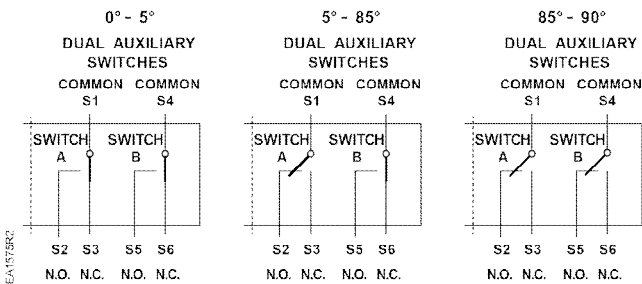 0° - 5°
DUAL AUXILIARY
SWITCHES
COMMON COMMON
S1 S4
SWITCH SWITCH
A B
S2 S3 S5 S6
N.O. N.C. N.O. N.C.
5° - 85°
DUAL AUXILIARY
SWITCHES
COMMON COMMON
S1 S4
SWITCH SWITCH
A B
S2 S3 S5 S6
N.O. N.C. N.O. N.C.
85° - 90°
DUAL AUXILIARY
SWITCHES
COMMON COMMON
S1 S4
SWITCH SWITCH
A B
S2 S3 S5 S6
N.O. N.C. N.O. N.C.
EA1575R2